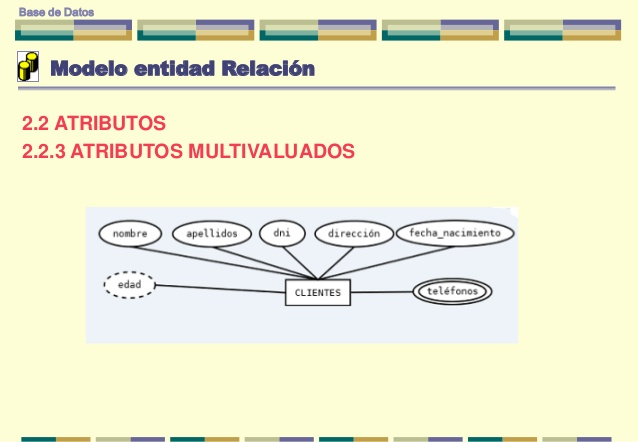 Base de Datos
Modelo entidad Relación
2.2 ATRIBUTOS
2.2.3 ATRIBUTOS MULTIVALUADOS
nombre apellidos dni dirección fecha_nacimiento
edad CLIENTES teléfonos